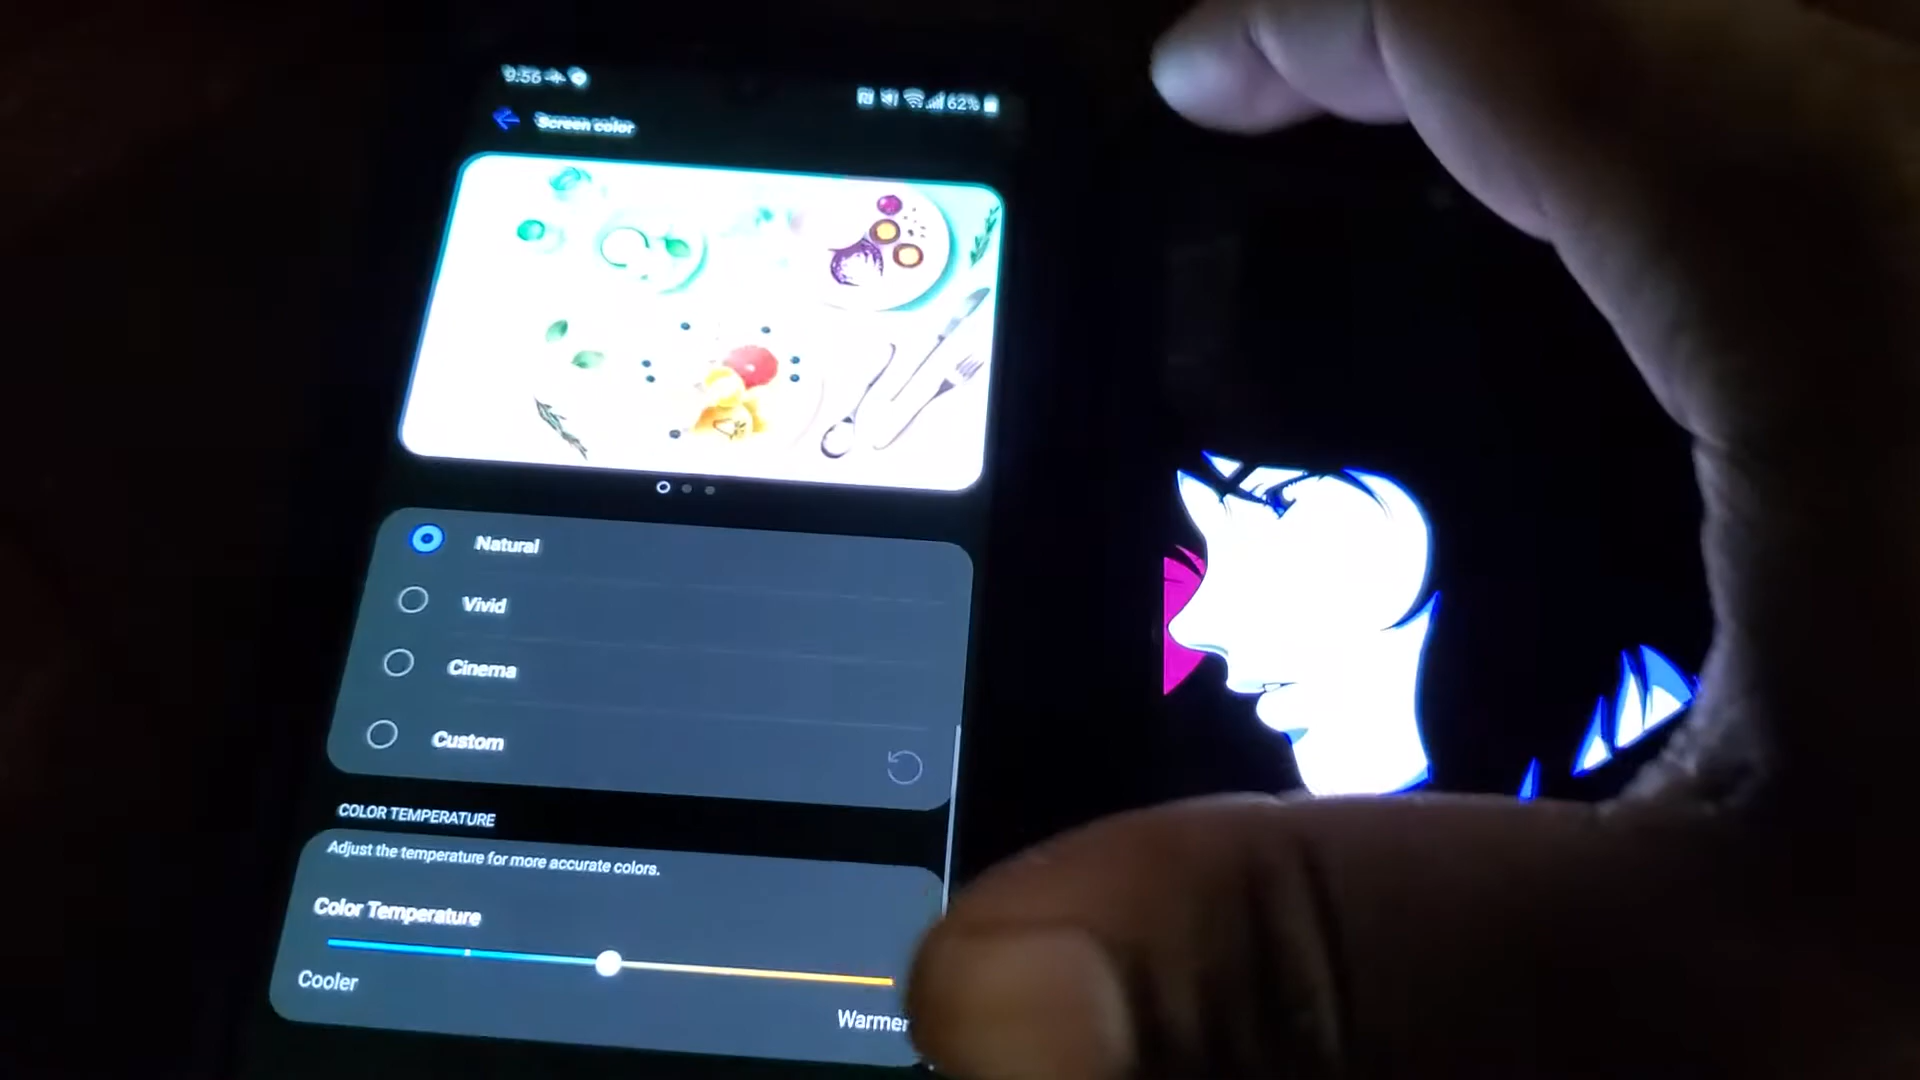 9:56
62%
Screen color
Natural
Vivid
Cinema
Custom
COLOR TEMPERATURE
Adjust the temperature for more accurate colors.
Color Temperature
Cooler
Warmer